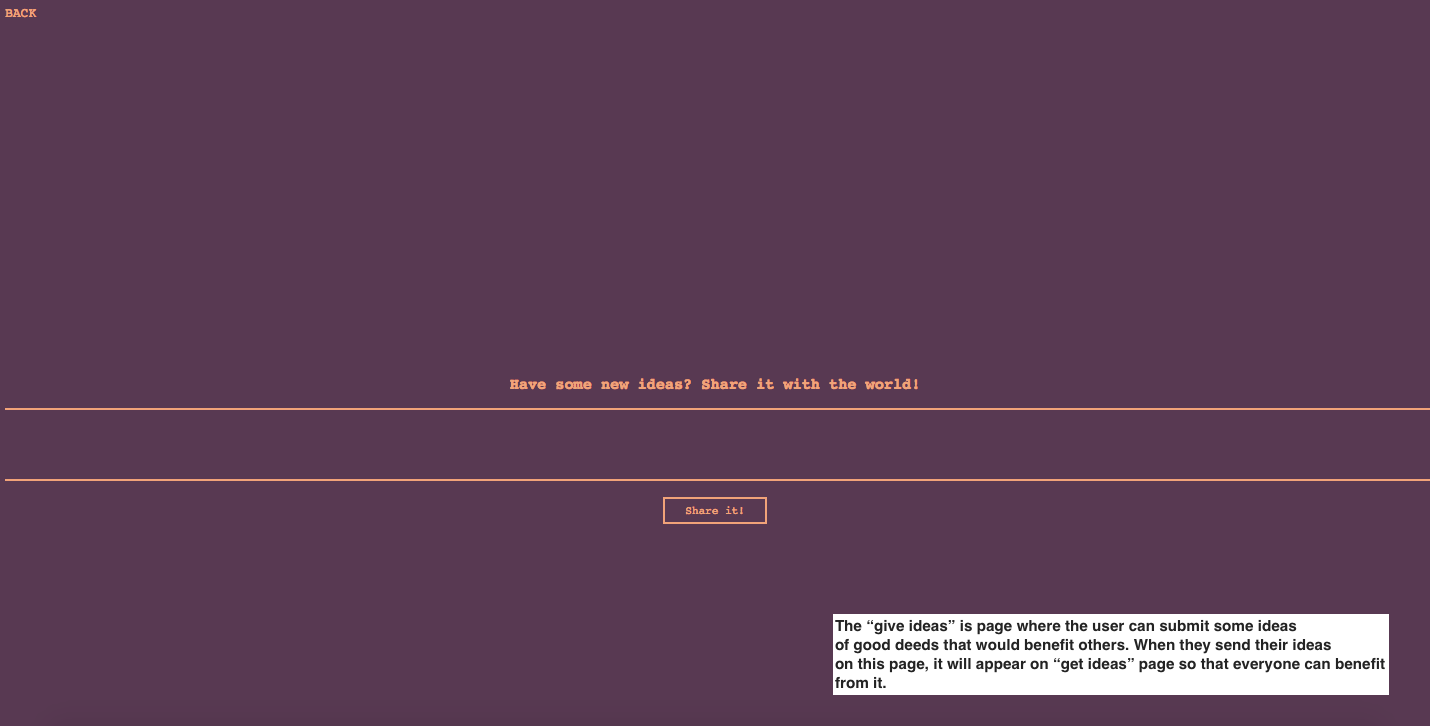 BACK
Have some new ideas? Share it with the world!
Share it!
The “give ideas” is page where the user can submit some ideas
of good deeds that would benefit others. When they send their ideas
on this page, it will appear on “get ideas” page so that everyone can benefit
from it.